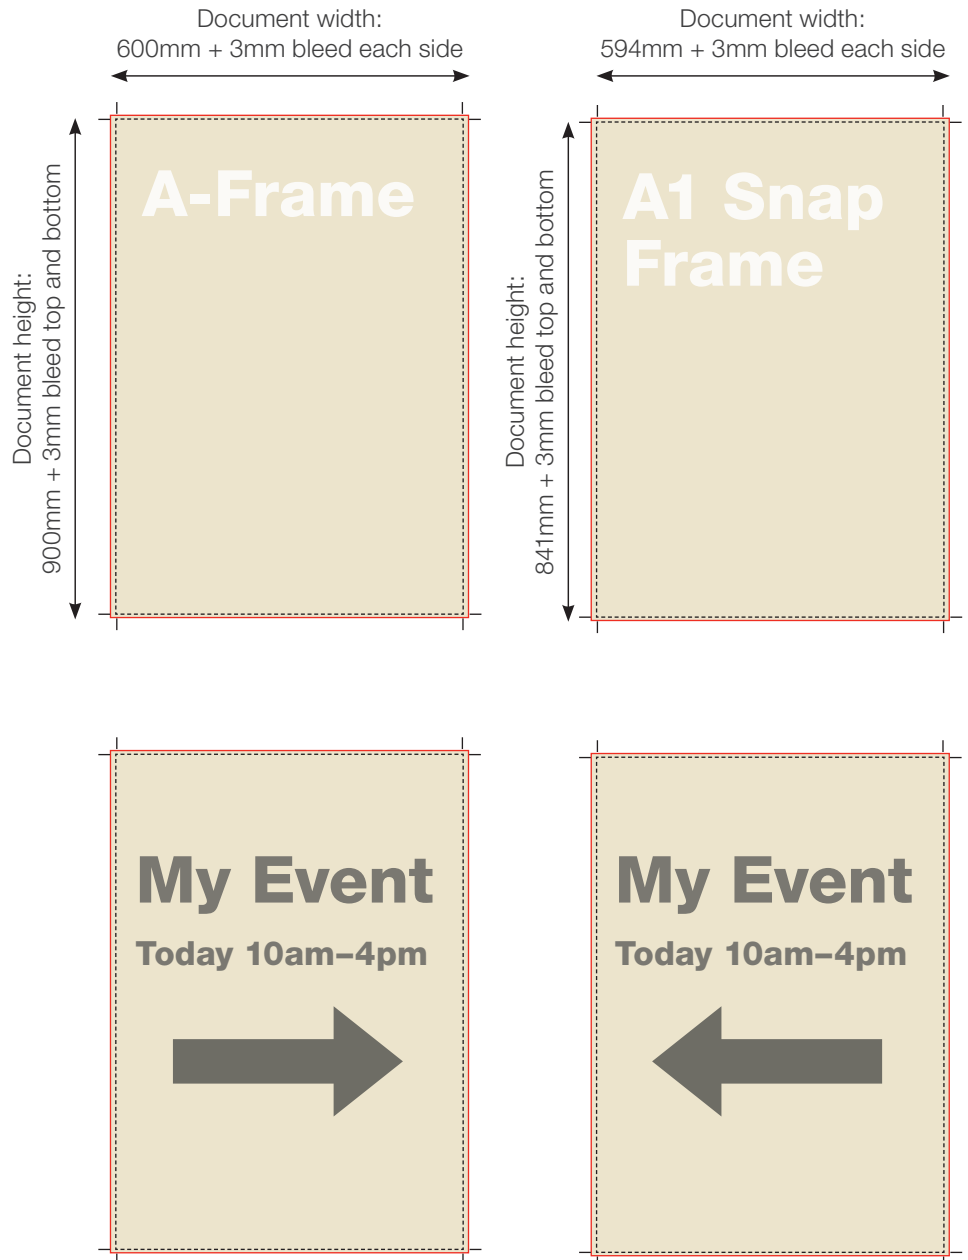 Document width:
600mm + 3mm bleed each side
Document height:
900mm + 3mm bleed top and bottom
A-Frame
Document width:
594mm + 3mm bleed each side
Document height:
841mm + 3mm bleed top and bottom
A1 Snap
Frame
My Event
Today 10am–4pm
My Event
Today 10am–4pm